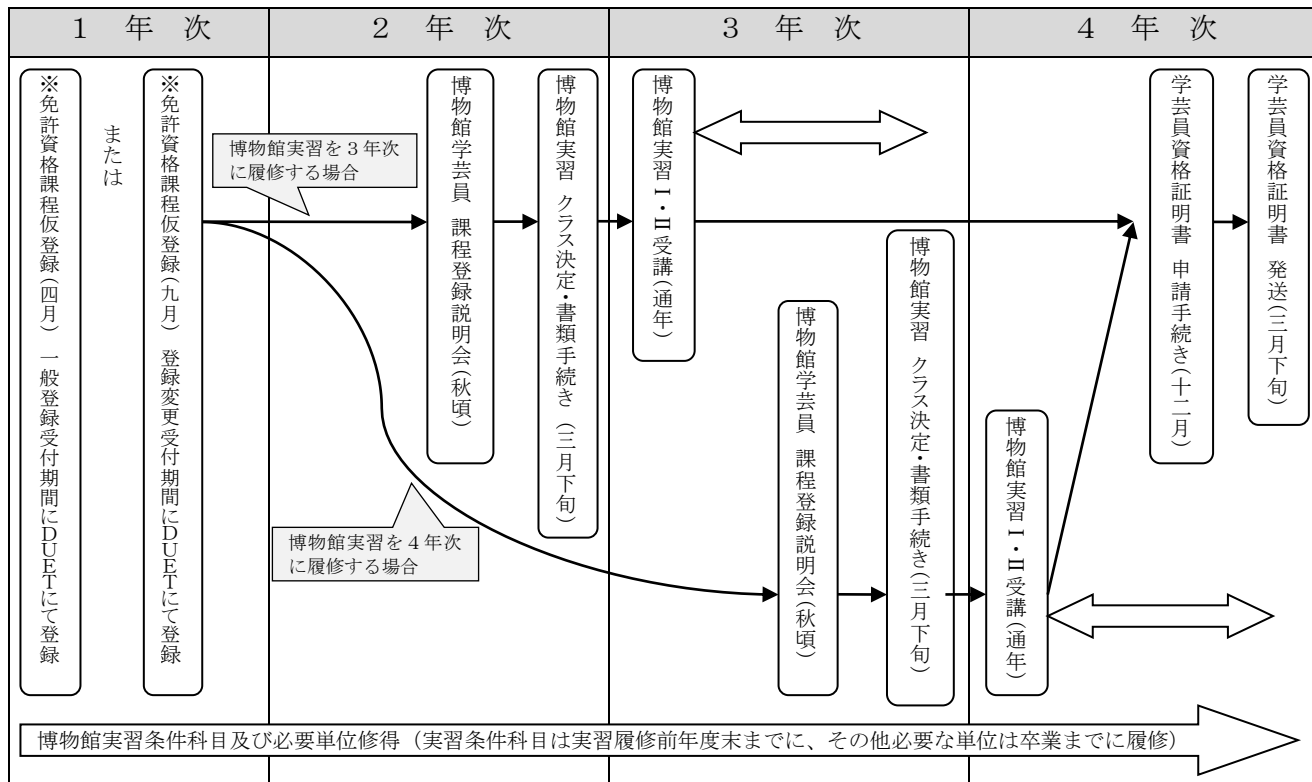 １　年　次
２　年　次
３　年　次
４　年　次
※免許資格課程仮登録（四月）　一般登録受付期間にＤＵＥＴにて登録
または
※免許資格課程仮登録（九月）　登録変更受付期間にＤＵＥＴにて登録
博物館実習を３年次
に履修する場合
博物館学芸員　課程登録説明会（秋頃）
博物館実習　クラス決定・書類手続き（三月下旬）
博物館実習Ⅰ・Ⅱ受講（通年）
博物館実習を４年次
に履修する場合
博物館学芸員　課程登録説明会（秋頃）
博物館実習　クラス決定・書類手続き（三月下旬）
博物館実習Ⅰ・Ⅱ受講（通年）
学芸員資格証明書　申請手続き（十二月）
学芸員資格証明書　発送（三月下旬）
博物館実習条件科目及び必要単位修得（実習条件科目は実習履修前年度末までに、その他必要な単位は卒業までに履修）